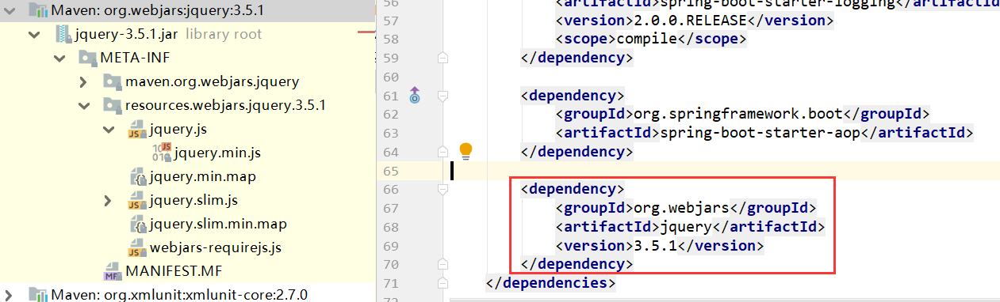 Maven: org.webjars:jquery:3.5.1
jquery-3.5.1.jar library root
META-INF
maven.org.webjars.jquery
resources.webjars.jquery.3.5.1
jquery.js
jquery.min.js
jquery.min.map
jquery.slim.js
jquery.slim.min.map
webjars-requirejs.js
MANIFEST.MF
Maven: org.xmlunit:xmlunit-core:2.7.0
56 <artifactId>spring-boot-starter-logging</artifactId
57 <version>2.0.0.RELEASE</version>
58 <scope>compile</scope>
59 </dependency>
60
61 <dependency>
62 <groupId>org.springframework.boot</groupId>
63 <artifactId>spring-boot-starter-aop</artifactId>
64 </dependency>
65
66 <dependency>
67 <groupId>org.webjars</groupId>
68 <artifactId>jquery</artifactId>
69 <version>3.5.1</version>
70 </dependency>
71 </dependencies>
72